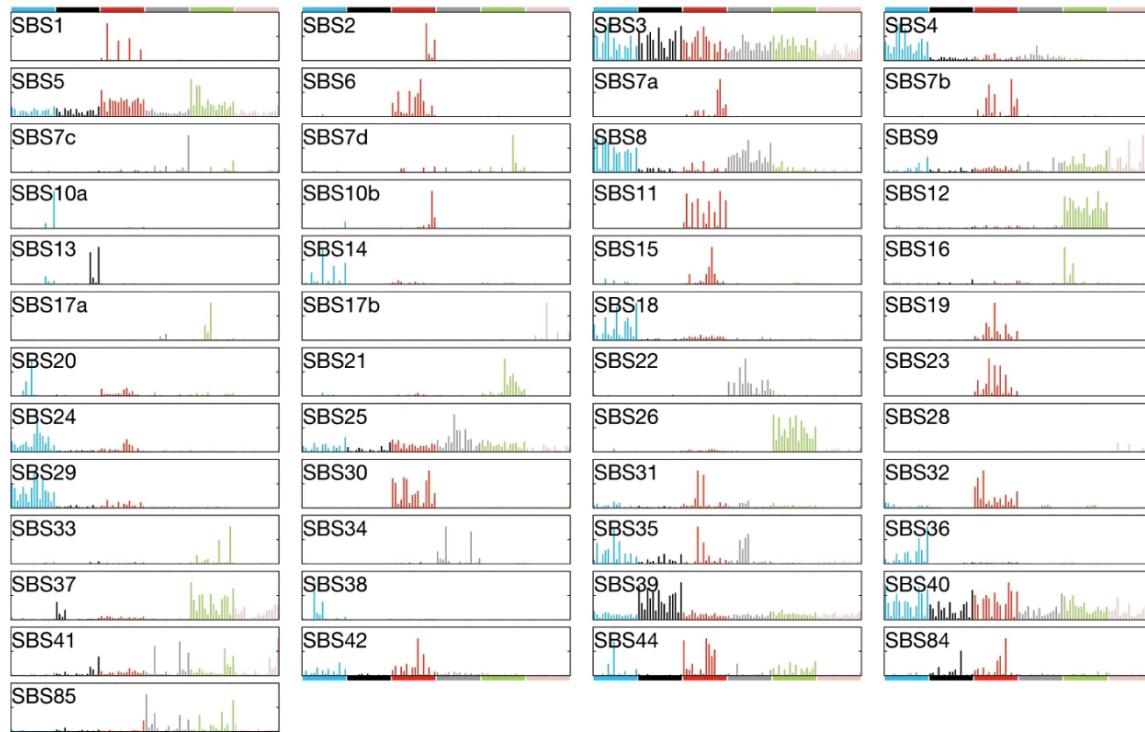 SBS1 SBS2 SBS3 SBS4
SBS5 SBS6 SBS7a SBS7b
SBS7c SBS7d SBS8 SBS9
SBS10a SBS10b SBS11 SBS12
SBS13 SBS14 SBS15 SBS16
SBS17a SBS17b SBS18 SBS19
SBS20 SBS21 SBS22 SBS23
SBS24 SBS25 SBS26 SBS28
SBS29 SBS30 SBS31 SBS32
SBS33 SBS34 SBS35 SBS36
SBS37 SBS38 SBS39 SBS40
SBS41 SBS42 SBS44 SBS84
SBS85